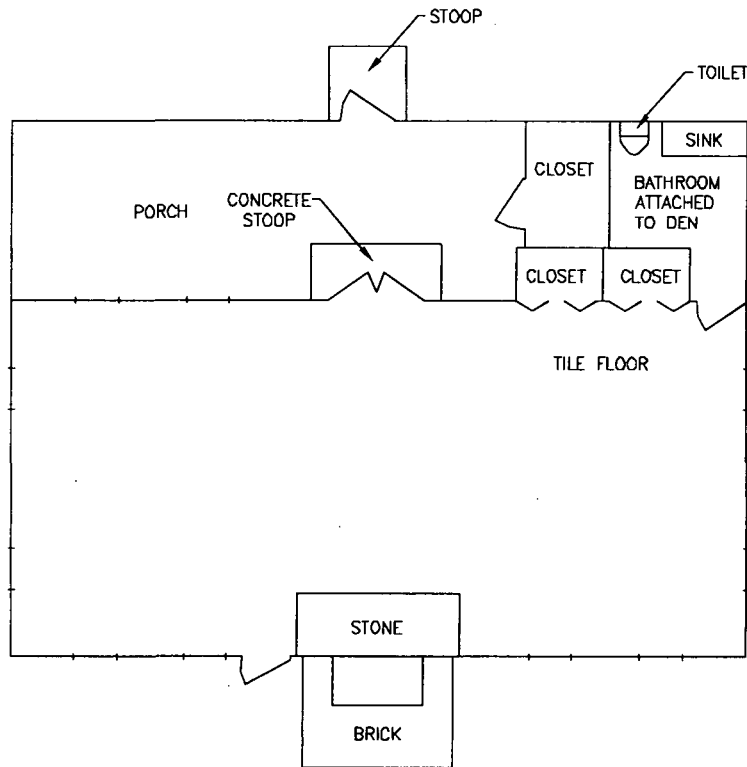 STOOP
TOILET
SINK
CLOSET
BATHROOM
ATTACHED
TO DEN
PORCH
CONCRETE
STOOP
CLOSET
CLOSET
TILE FLOOR
STONE
BRICK